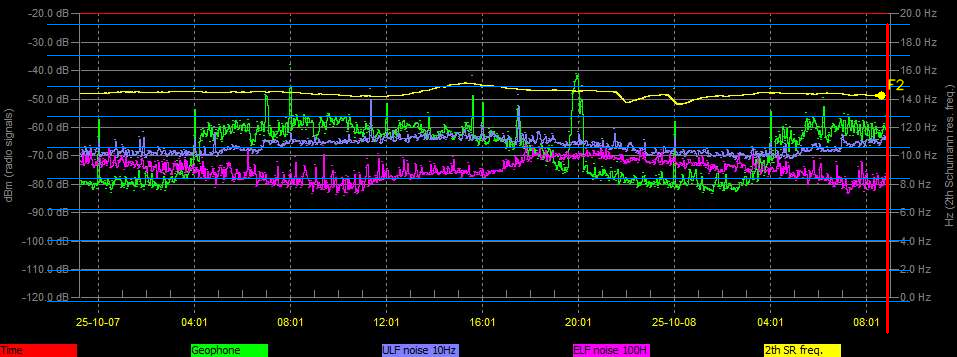 -20.0 dB
20.0 Hz
-30.0 dB
18.0 Hz
-40.0 dB
16.0 Hz
F2
-50.0 dB
14.0 Hz
-60.0 dB
12.0 Hz
-70.0 dB
10.0 Hz
-80.0 dB
8.0 Hz
-90.0 dB
6.0 Hz
-100.0 dB
4.0 Hz
-110.0 dB
2.0 Hz
-120.0 dB
0.0 Hz
dBm (radio signals)
Hz (2th Schumann res. freq.)
25-10-07 04:01 08:01 12:01 16:01 20:01 25-10-08 04:01 08:01
Time Geophone ULF noise 10Hz ELF noise 100H 2th SR freq.